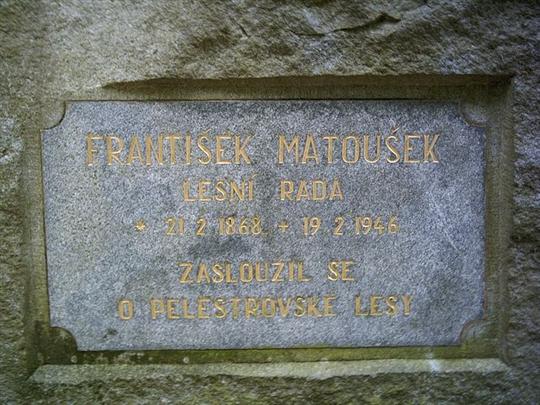 FRANTIŠEK MATOUŠEK
LESNÍ RADA
* 21 2 1868 + 19 2 1946
ZASLOUŽIL SE
O PELESTROVSKÉ LESY